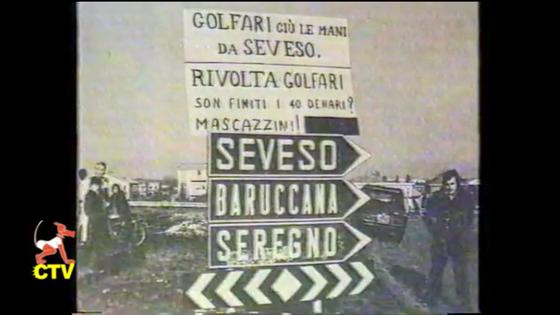 GOLFARI GIÙ LE MANI
DA SEVESO.
RIVOLTA GOLFARI
SON FINITI I 40 DENARI?
MASCAZZINI!
SEVESO
BARUCCANA
SEREGNO
CTV